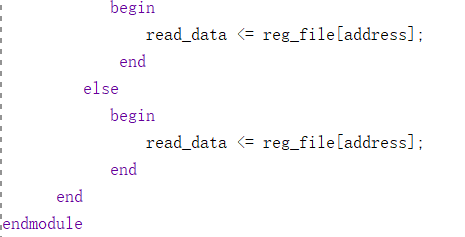 begin
read_data <= reg_file[address];
end
else
begin
read_data <= reg_file[address];
end
end
endmodule